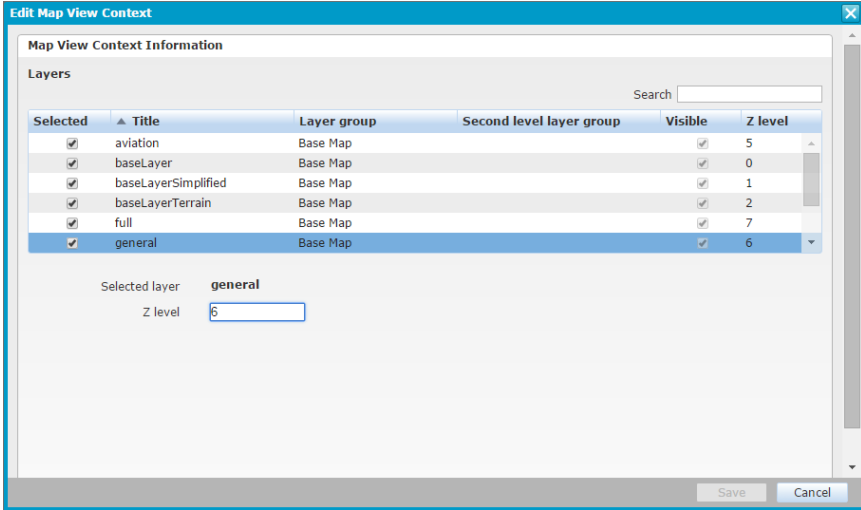 Edit Map View Context
Map View Context Information
Layers
Search
Selected Title Layer group Second level layer group Visible Z level
aviation Base Map 5
baseLayer Base Map 0
baseLayerSimplified Base Map 1
baseLayerTerrain Base Map 2
full Base Map 7
general Base Map 6
Selected layer general
Z level 6
Save Cancel